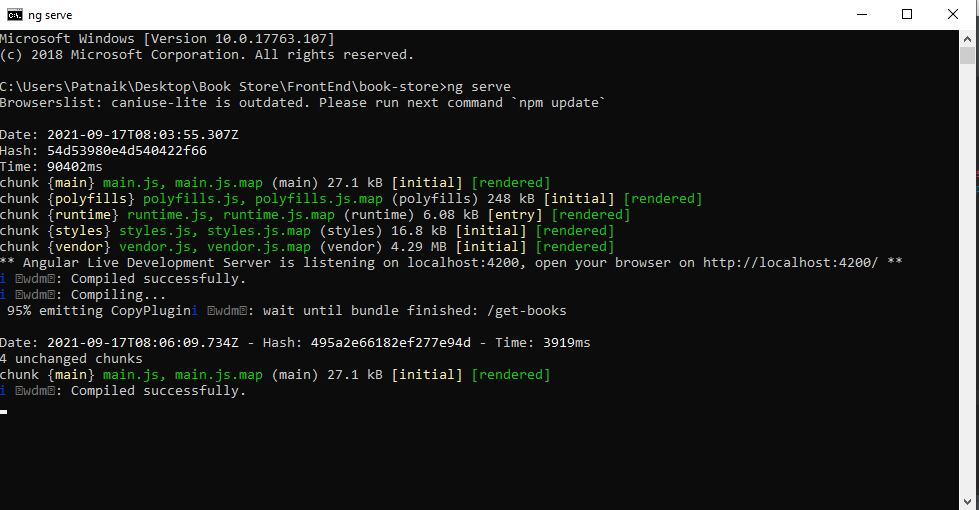 ng serve
Microsoft Windows [Version 10.0.17763.107]
(c) 2018 Microsoft Corporation. All rights reserved.
C:\Users\Patnaik\Desktop\Book Store\FrontEnd\book-store>ng serve
Browserslist: caniuse-lite is outdated. Please run next command `npm update`
Date: 2021-09-17T08:03:55.307Z
Hash: 54d53980e4d540422f66
Time: 90402ms
chunk {main} main.js, main.js.map (main) 27.1 kB [initial] [rendered]
chunk {polyfills} polyfills.js, polyfills.js.map (polyfills) 248 kB [initial] [rendered]
chunk {runtime} runtime.js, runtime.js.map (runtime) 6.08 kB [entry] [rendered]
chunk {styles} styles.js, styles.js.map (styles) 16.8 kB [initial] [rendered]
chunk {vendor} vendor.js, vendor.js.map (vendor) 4.29 MB [initial] [rendered]
** Angular Live Development Server is listening on localhost:4200, open your browser on http://localhost:4200/ **
i wdm: Compiled successfully.
i wdm: Compiling...
95% emitting CopyPlugini wdm: wait until bundle finished: /get-books
Date: 2021-09-17T08:06:09.734Z - Hash: 495a2e66182ef277e94d - Time: 3919ms
4 unchanged chunks
chunk {main} main.js, main.js.map (main) 27.1 kB [initial] [rendered]
i wdm: Compiled successfully.